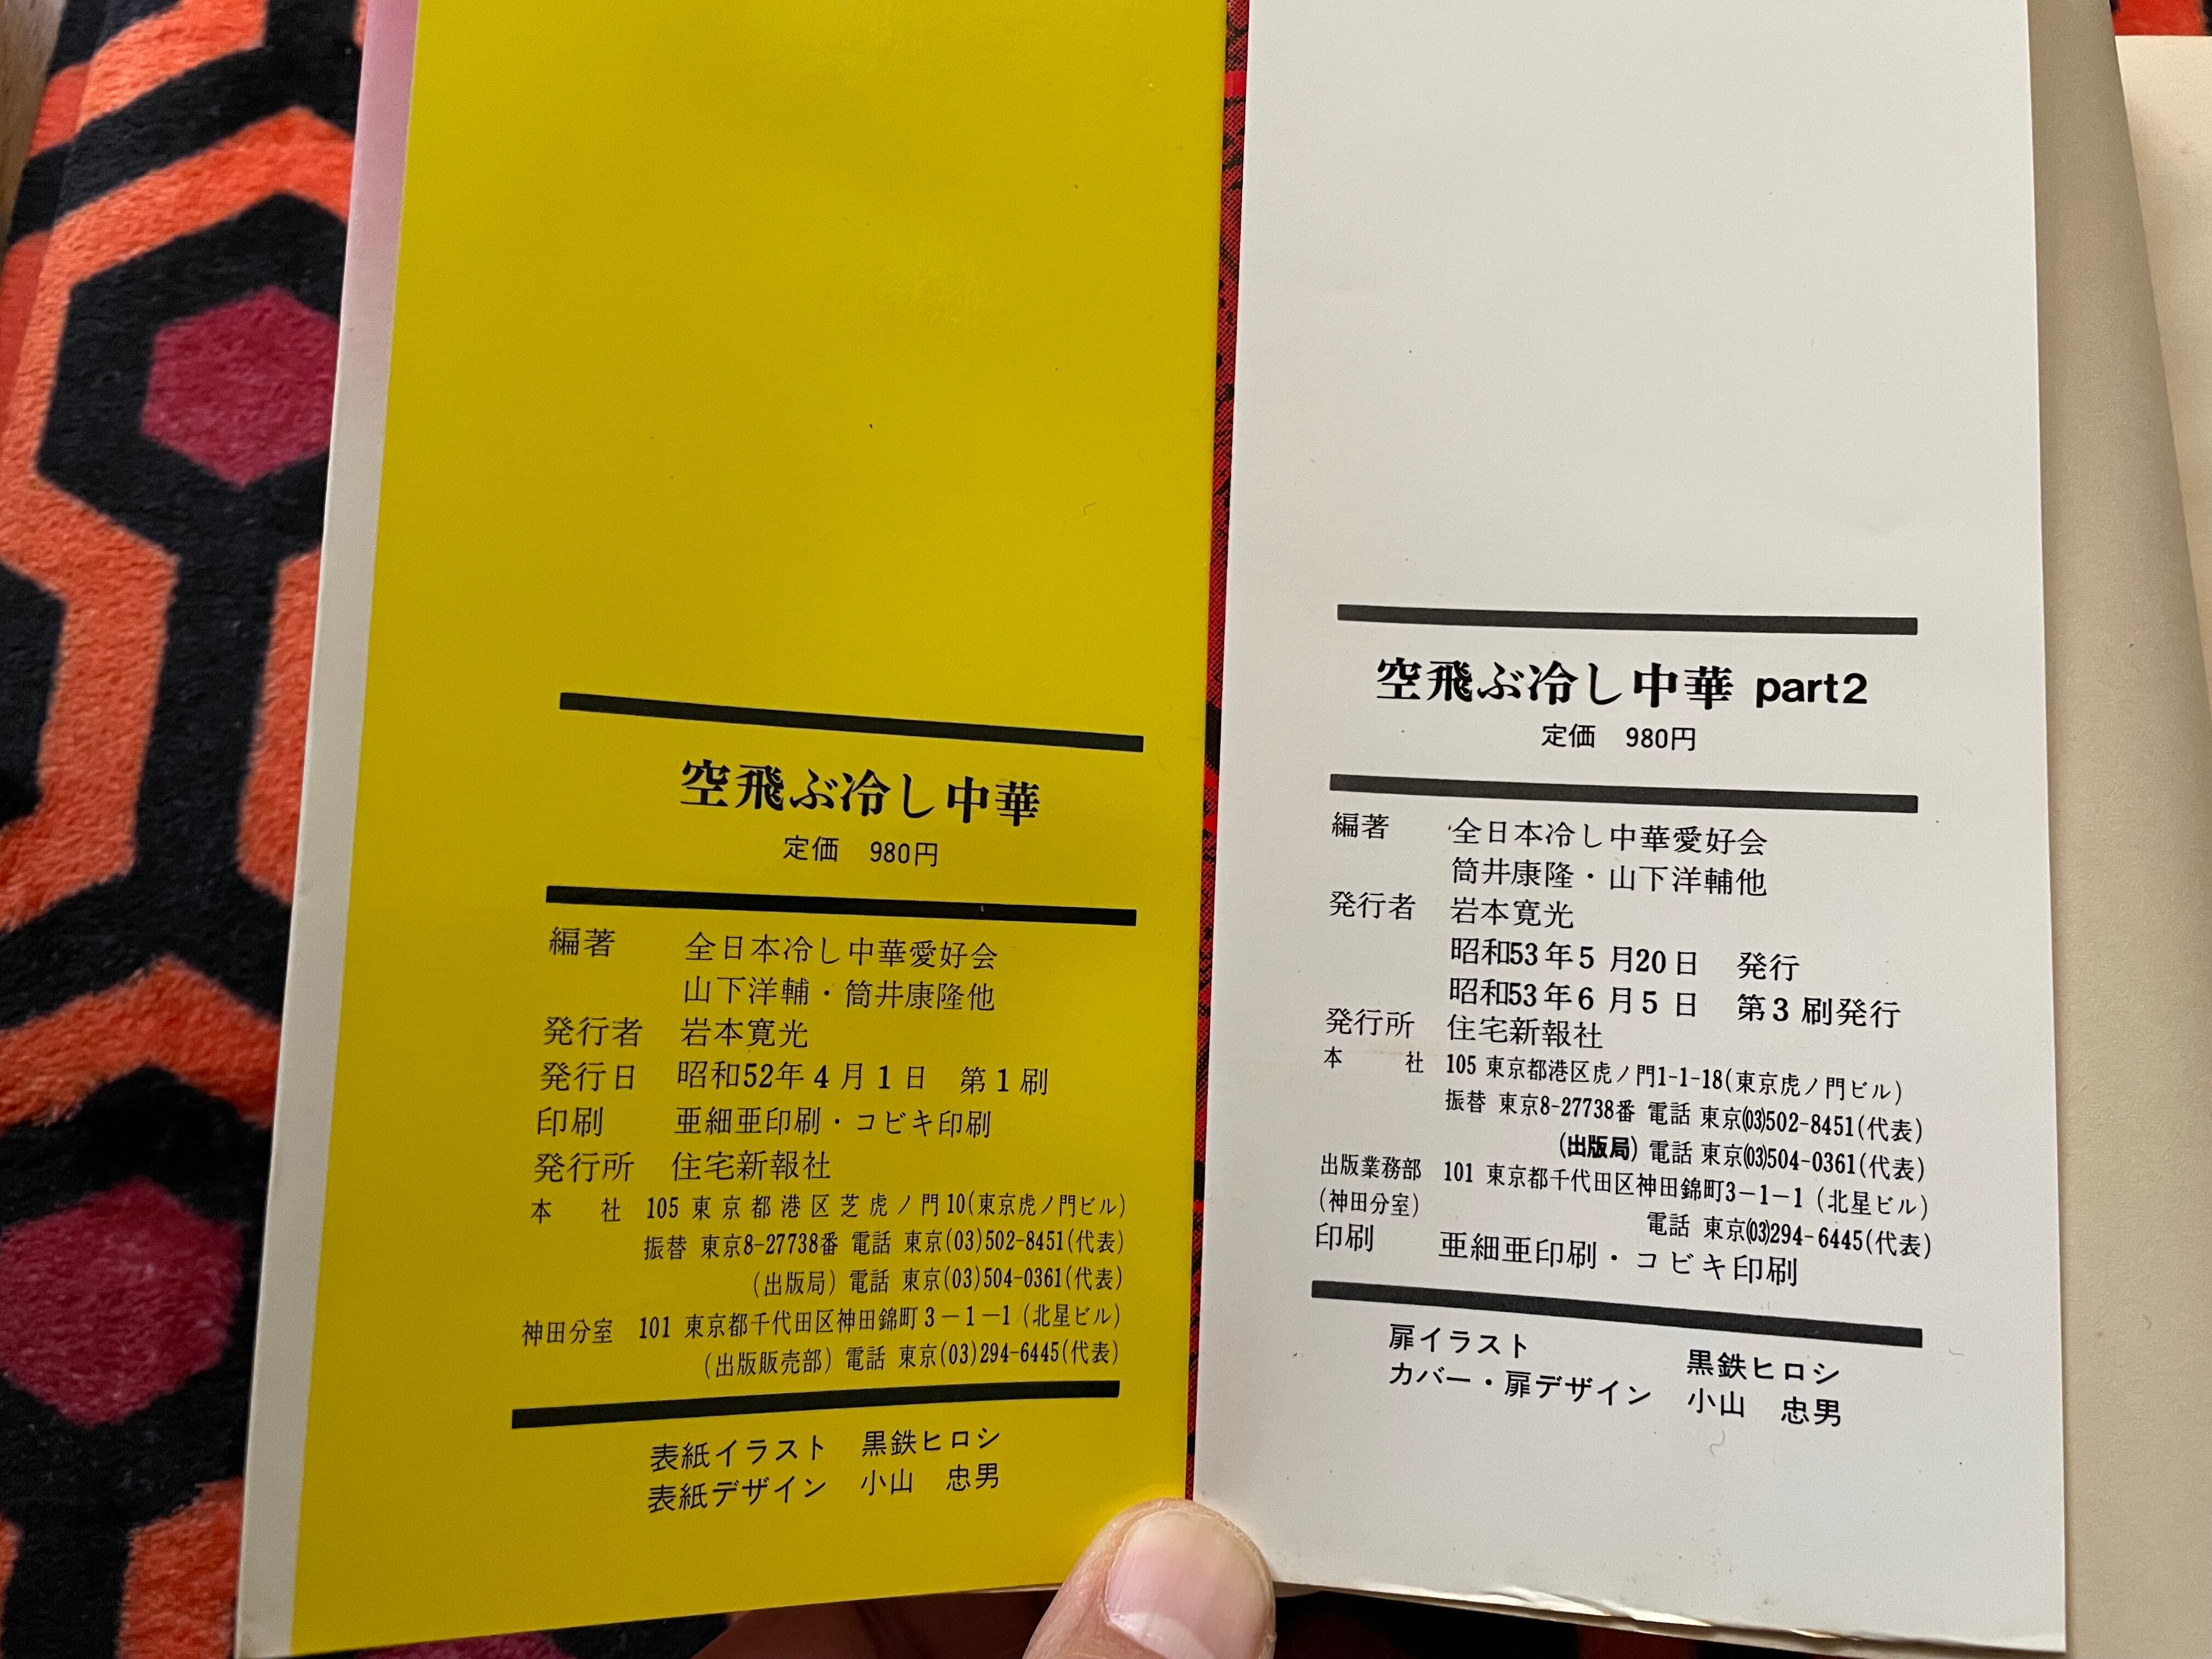 空飛ぶ冷し中華
定価 980円
編著 全日本冷し中華愛好会
山下洋輔・筒井康隆他
発行者 岩本寛光
発行日 昭和52年4月1日 第1刷
印刷 亜細亜印刷・コビキ印刷
発行所 住宅新報社
本 社 105 東京都港区芝虎ノ門10(東京虎ノ門ビル)
振替 東京8-27738番 電話 東京(03)502-8451(代表)
(出版局) 電話 東京(03)504-0361(代表)
神田分室 101 東京都千代田区神田錦町3-1-1 (北星ビル)
(出版販売部) 電話 東京(03)294-6445(代表)
表紙イラスト 黒鉄ヒロシ
表紙デザイン 小山 忠男
空飛ぶ冷し中華 part2
定価 980円
編著 全日本冷し中華愛好会
筒井康隆・山下洋輔他
発行者 岩本寛光
昭和53年5月20日 発行
昭和53年6月5日 第3刷発行
発行所 住宅新報社
本 社 105 東京都港区虎ノ門1-1-18(東京虎ノ門ビル)
振替 東京8-27738番 電話 東京(03)502-8451(代表)
(出版局) 電話 東京(03)504-0361(代表)
出版業務部 101 東京都千代田区神田錦町3-1-1 (北星ビル)
(神田分室) 電話 東京(03)294-6445(代表)
印刷 亜細亜印刷・コビキ印刷
扉イラスト 黒鉄ヒロシ
カバー・扉デザイン 小山 忠男